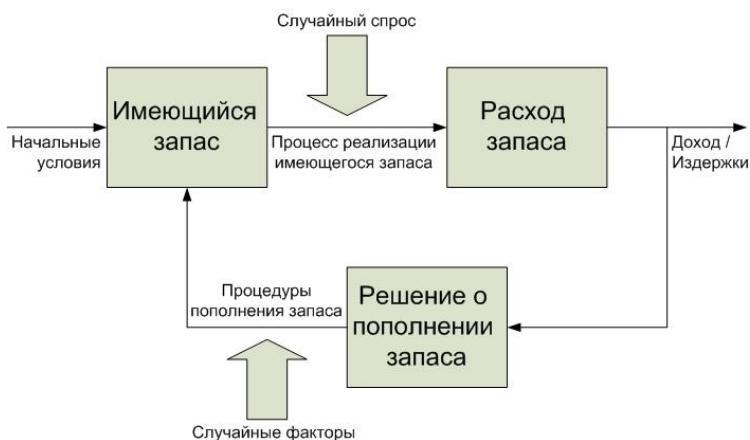 Случайный спрос
Имеющийся
запас
Расход
запаса
Начальные
условия
Процесс реализации
имеющегося запаса
Доход /
Издержки
Процедуры
пополнения запаса
Решение о
пополнении
запаса
Случайные факторы